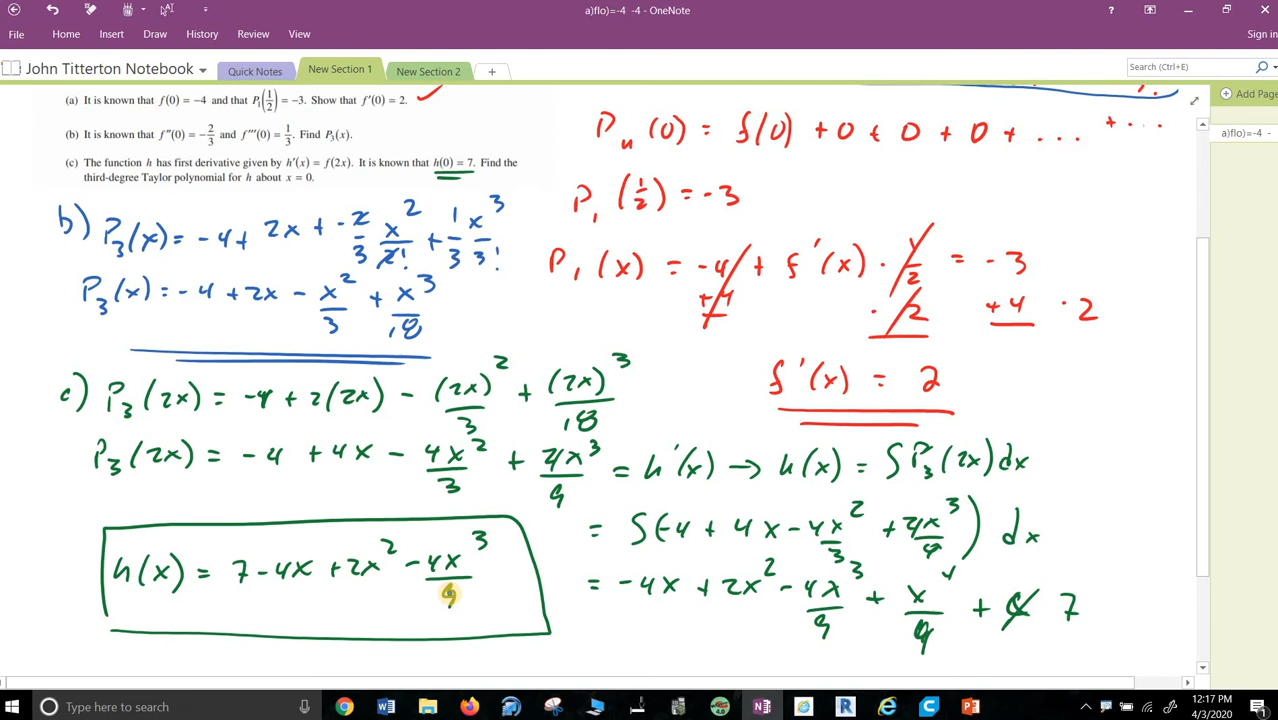 a)f(o)=-4 -4 - OneNote
File Home Insert Draw History Review View Sign in
John Titterton Notebook Quick Notes New Section 1 New Section 2 + Search (Ctrl+E)
Add Page
a)f(o)=-4 -
(a) It is known that f(0) = −4 and that P₁(1/2) = −3. Show that f′(0) = 2.
(b) It is known that f″(0) = −2/3 and f‴(0) = 1/3. Find P₃(x).
(c) The function h has first derivative given by h′(x) = f(2x). It is known that h(0) = 7. Find the
third-degree Taylor polynomial for h about x = 0.
Pₙ(0) = f(0) + 0 + 0 + 0 + ... + ...
P₁(1/2) = -3
P₁(x) = -4 + f'(x) · 1/2 = -3
+4 · 2 +4 · 2
f'(x) = 2
b) P₃(x) = -4 + 2x + -2/3 x²/2! + 1/3 x³/3!
P₃(x) = -4 + 2x - x²/3 + x³/18
c) P₃(2x) = -4 + 2(2x) - (2x)²/3 + (2x)³/18
P₃(2x) = -4 + 4x - 4x²/3 + 4x³/9 = h'(x) → h(x) = ∫P₃(2x)dx
= ∫(-4 + 4x - 4x²/3 + 4x³/9) dx
= -4x + 2x² - 4x³/9 + x⁴/9 + C 7
h(x) = 7 - 4x + 2x² - 4x³/9
Type here to search
12:17 PM
4/3/2020